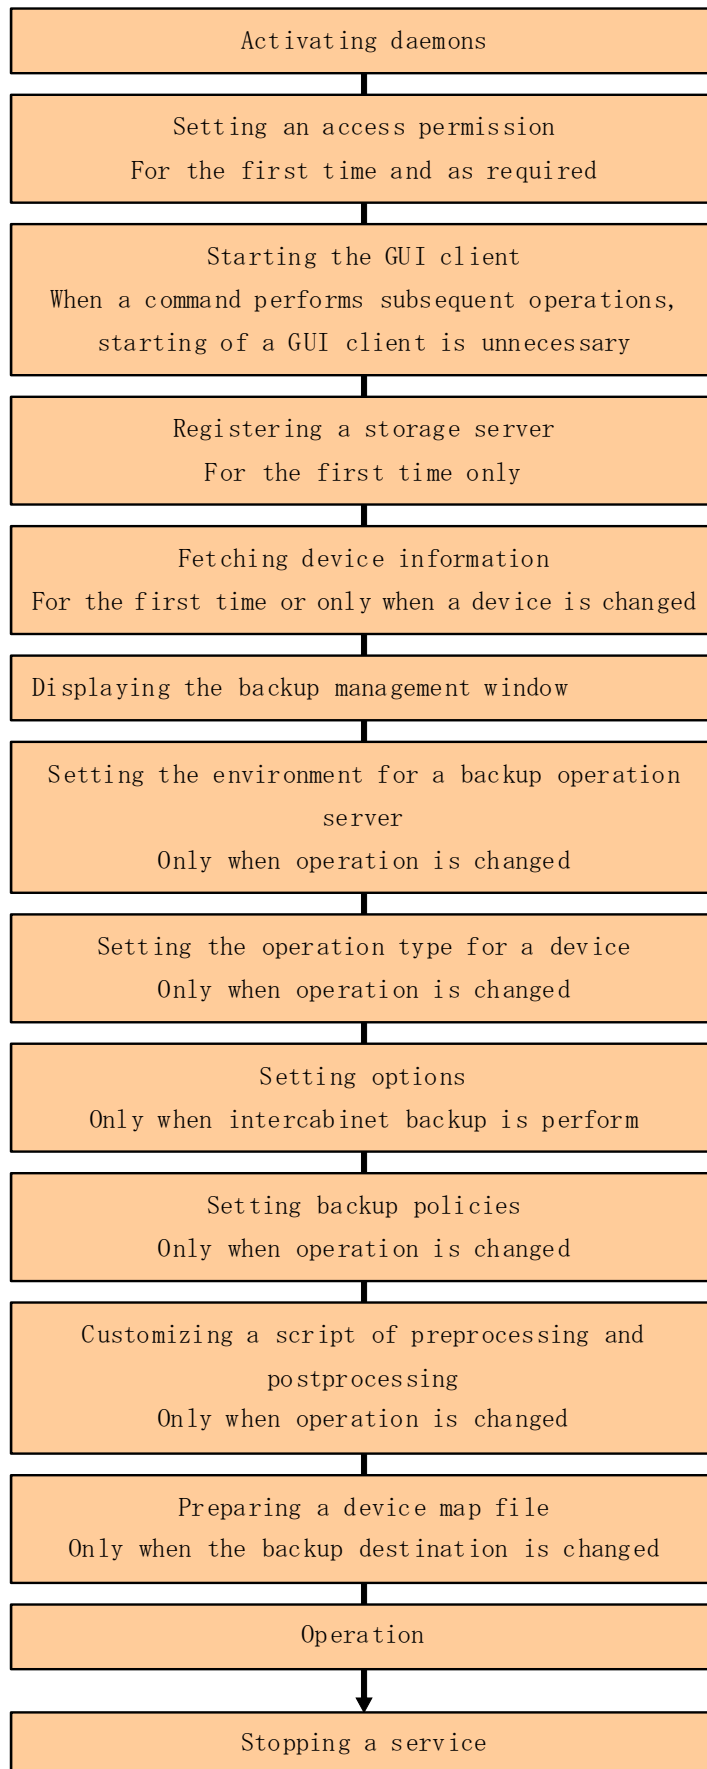 Activating daemons
Setting an access permission
For the first time and as required
Starting the GUI client
When a command performs subsequent operations,
starting of a GUI client is unnecessary
Registering a storage server
For the first time only
Fetching device information
For the first time or only when a device is changed
Displaying the backup management window
Setting the environment for a backup operation
server
Only when operation is changed
Setting the operation type for a device
Only when operation is changed
Setting options
Only when intercabinet backup is perform
Setting backup policies
Only when operation is changed
Customizing a script of preprocessing and
postprocessing
Only when operation is changed
Preparing a device map file
Only when the backup destination is changed
Operation
Stopping a service